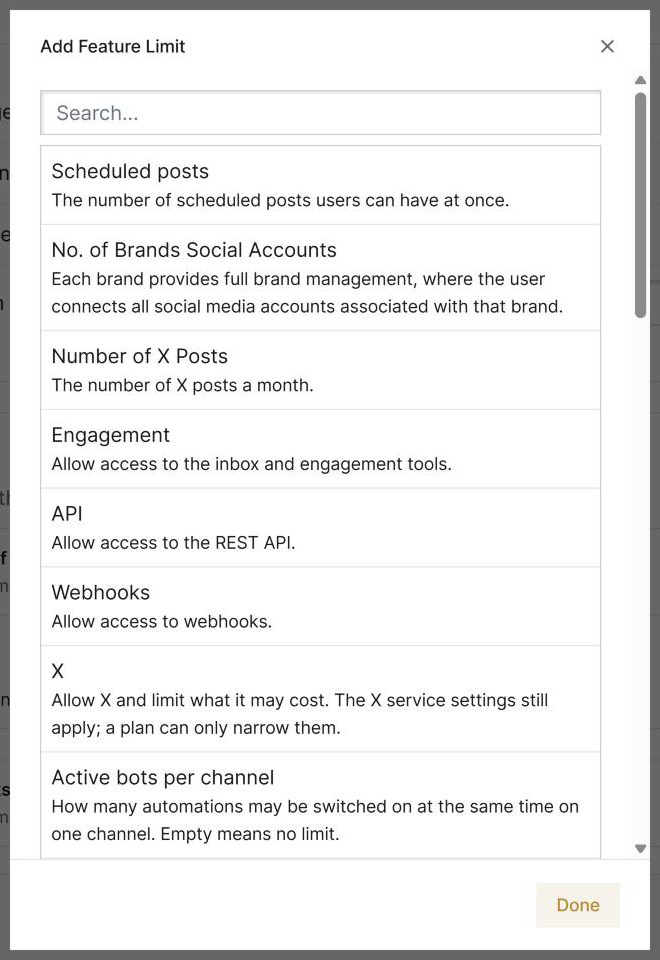 Add Feature Limit
Search...
Scheduled posts
The number of scheduled posts users can have at once.
No. of Brands Social Accounts
Each brand provides full brand management, where the user
connects all social media accounts associated with that brand.
Number of X Posts
The number of X posts a month.
Engagement
Allow access to the inbox and engagement tools.
API
Allow access to the REST API.
Webhooks
Allow access to webhooks.
X
Allow X and limit what it may cost. The X service settings still
apply; a plan can only narrow them.
Active bots per channel
How many automations may be switched on at the same time on
one channel. Empty means no limit.
Done